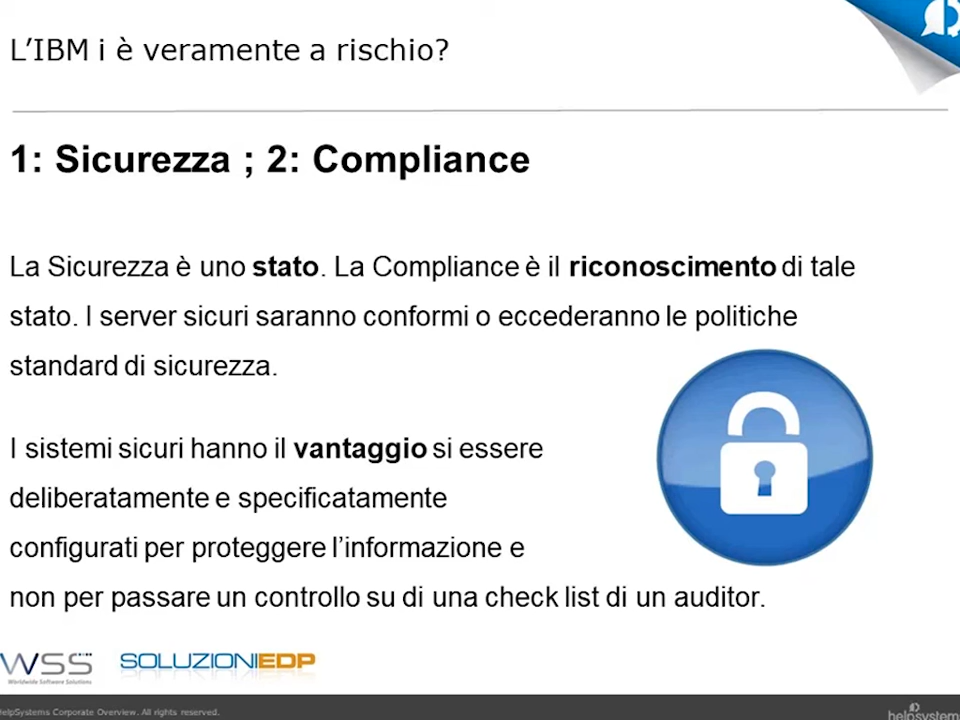 L’IBM i è veramente a rischio?
1: Sicurezza ; 2: Compliance
La Sicurezza è uno stato. La Compliance è il riconoscimento di tale
stato. I server sicuri saranno conformi o eccederanno le politiche
standard di sicurezza.
I sistemi sicuri hanno il vantaggio si essere
deliberatamente e specificatamente
configurati per proteggere l’informazione e
non per passare un controllo su di una check list di un auditor.
WSS
Worldwide Software Solutions
SOLUZIONIEDP
HelpSystems Corporate Overview. All rights reserved.
helpsystems